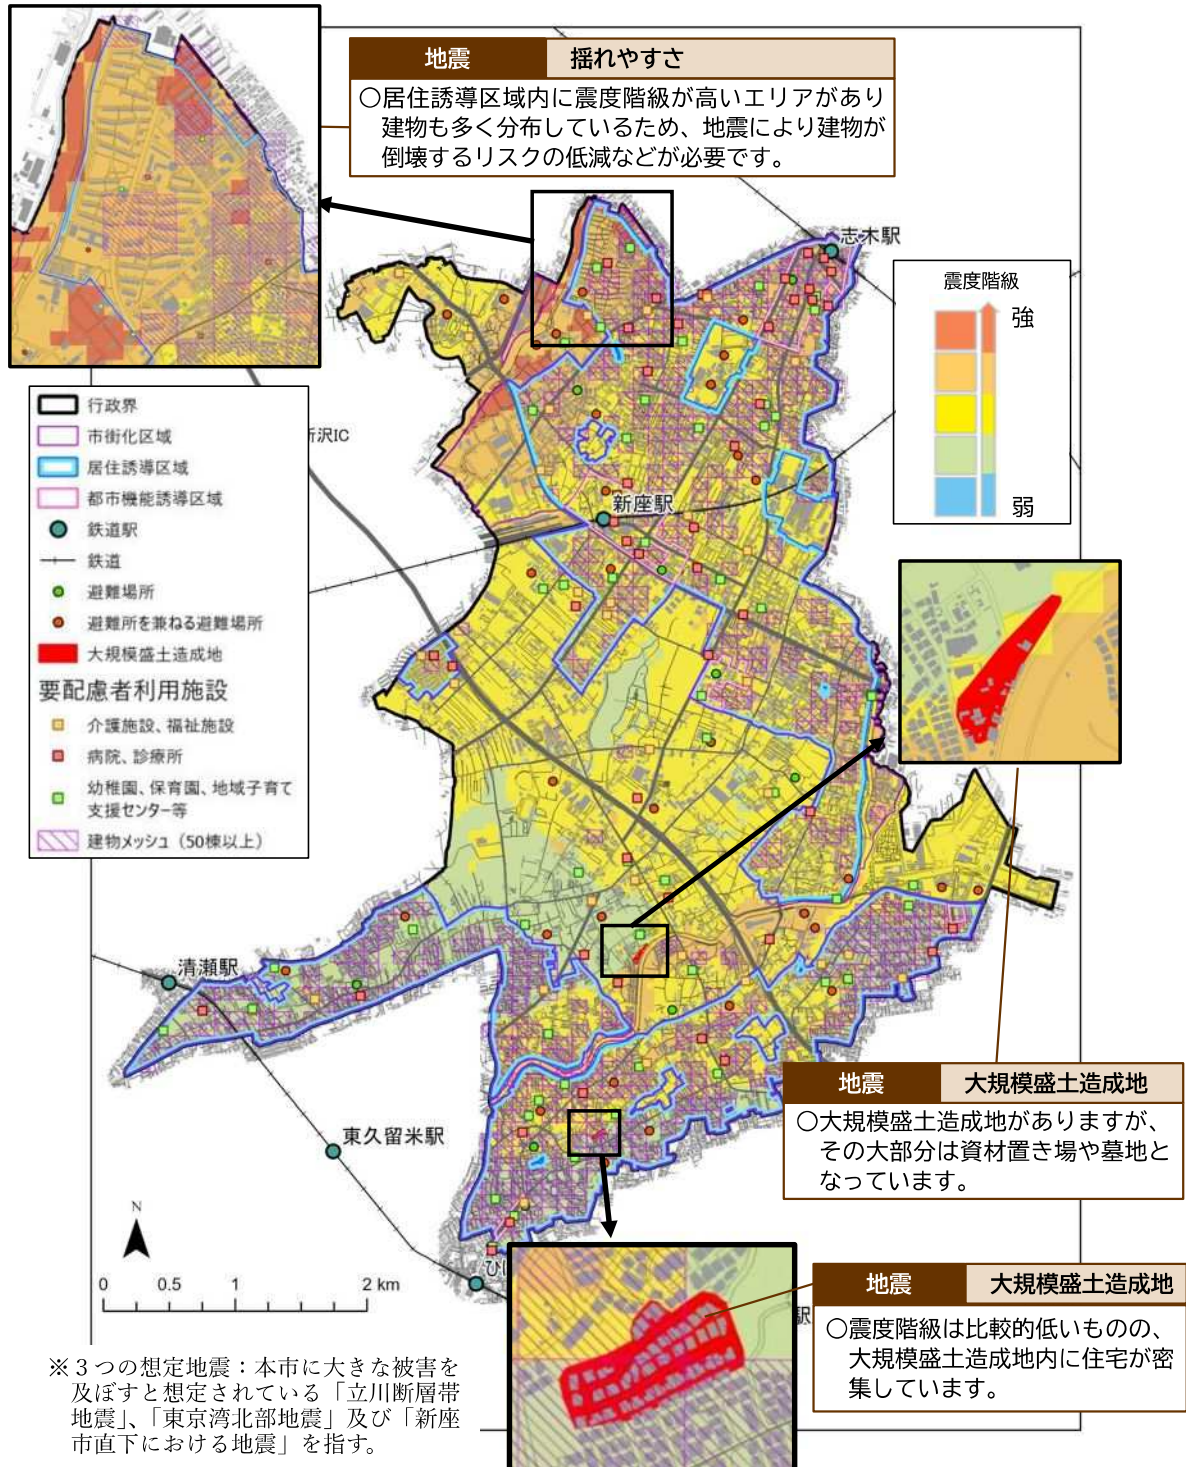 地震 揺れやすさ
〇居住誘導区域内に震度階級が高いエリアがあり
建物も多く分布しているため、地震により建物が
倒壊するリスクの低減などが必要です。
志木駅
震度階級
強
弱
行政界
市街化区域
居住誘導区域
都市機能誘導区域
鉄道駅
鉄道
避難場所
避難所を兼ねる避難場所
大規模盛土造成地
要配慮者利用施設
介護施設、福祉施設
病院、診療所
幼稚園、保育園、地域子育て
支援センター等
建物メッシュ（50棟以上）
沢IC
新座駅
清瀬駅
東久留米駅
ひ
駅
N
0 0.5 1 2 km
地震 大規模盛土造成地
〇大規模盛土造成地がありますが、
その大部分は資材置き場や墓地と
なっています。
地震 大規模盛土造成地
〇震度階級は比較的低いものの、
大規模盛土造成地内に住宅が密
集しています。
※３つの想定地震：本市に大きな被害を
及ぼすと想定されている「立川断層帯
地震」、「東京湾北部地震」及び「新座
市直下における地震」を指す。